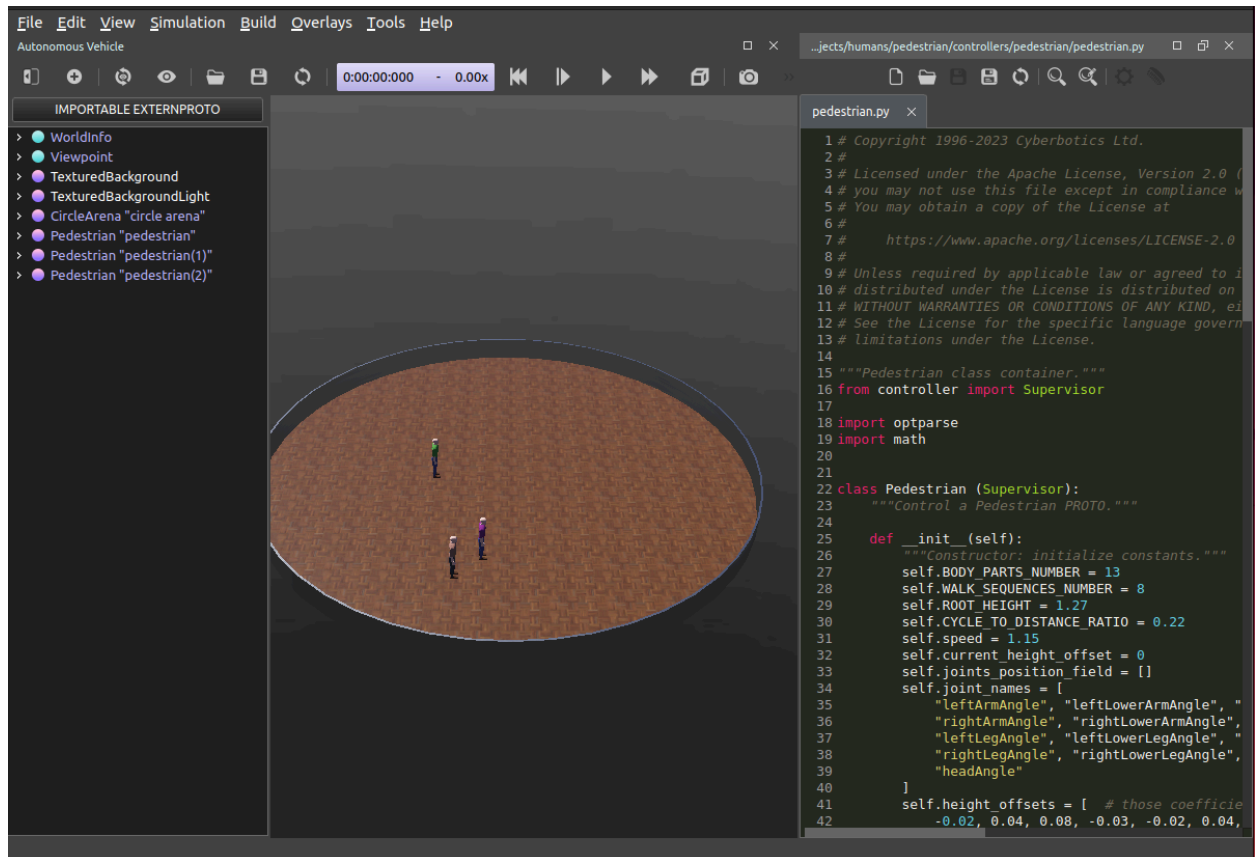 File Edit View Simulation Build Overlays Tools Help
Autonomous Vehicle
0:00:00:000 - 0.00x
IMPORTABLE EXTERNPROTO
WorldInfo
Viewpoint
TexturedBackground
TexturedBackgroundLight
CircleArena "circle arena"
Pedestrian "pedestrian"
Pedestrian "pedestrian(1)"
Pedestrian "pedestrian(2)"
...jects/humans/pedestrian/controllers/pedestrian/pedestrian.py
pedestrian.py
1 # Copyright 1996-2023 Cyberbotics Ltd.
2 #
3 # Licensed under the Apache License, Version 2.0 (
4 # you may not use this file except in compliance w
5 # You may obtain a copy of the License at
6 #
7 #     https://www.apache.org/licenses/LICENSE-2.0
8 #
9 # Unless required by applicable law or agreed to i
10 # distributed under the License is distributed on
11 # WITHOUT WARRANTIES OR CONDITIONS OF ANY KIND, ei
12 # See the License for the specific language govern
13 # limitations under the License.
14
15 """Pedestrian class container."""
16 from controller import Supervisor
17
18 import optparse
19 import math
20
21
22 class Pedestrian (Supervisor):
23     """Control a Pedestrian PROTO."""
24
25     def __init__(self):
26         """Constructor: initialize constants."""
27         self.BODY_PARTS_NUMBER = 13
28         self.WALK_SEQUENCES_NUMBER = 8
29         self.ROOT_HEIGHT = 1.27
30         self.CYCLE_TO_DISTANCE_RATIO = 0.22
31         self.speed = 1.15
32         self.current_height_offset = 0
33         self.joints_position_field = []
34         self.joint_names = [
35             "leftArmAngle", "leftLowerArmAngle", "
36             "rightArmAngle", "rightLowerArmAngle",
37             "leftLegAngle", "leftLowerLegAngle", "
38             "rightLegAngle", "rightLowerLegAngle",
39             "headAngle"
40         ]
41         self.height_offsets = [  # those coefficie
42             -0.02, 0.04, 0.08, -0.03, -0.02, 0.04,